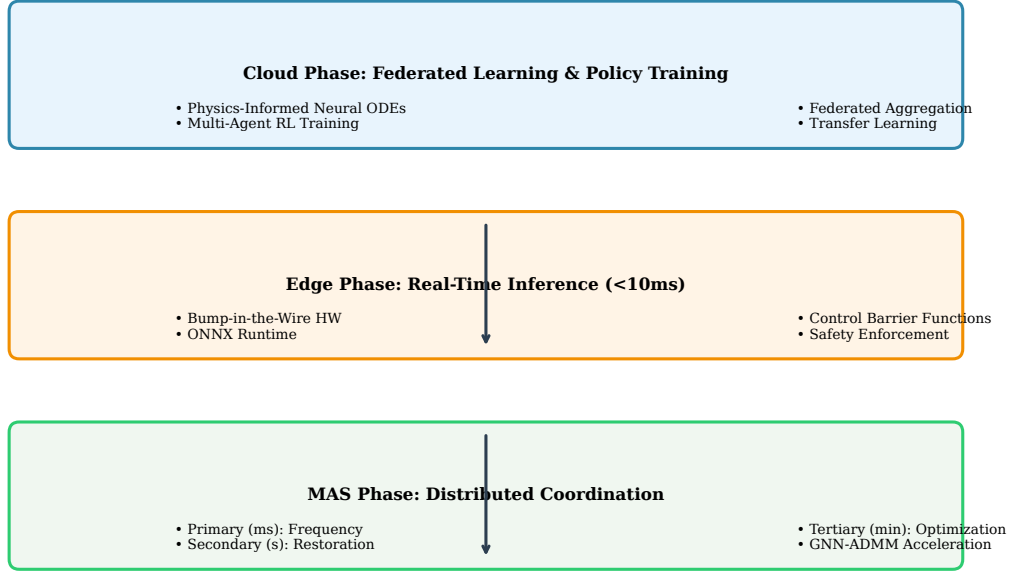 Cloud Phase: Federated Learning & Policy Training
• Physics-Informed Neural ODEs
• Multi-Agent RL Training
• Federated Aggregation
• Transfer Learning
Edge Phase: Real-Time Inference (<10ms)
• Bump-in-the-Wire HW
• ONNX Runtime
• Control Barrier Functions
• Safety Enforcement
MAS Phase: Distributed Coordination
• Primary (ms): Frequency
• Secondary (s): Restoration
• Tertiary (min): Optimization
• GNN-ADMM Acceleration